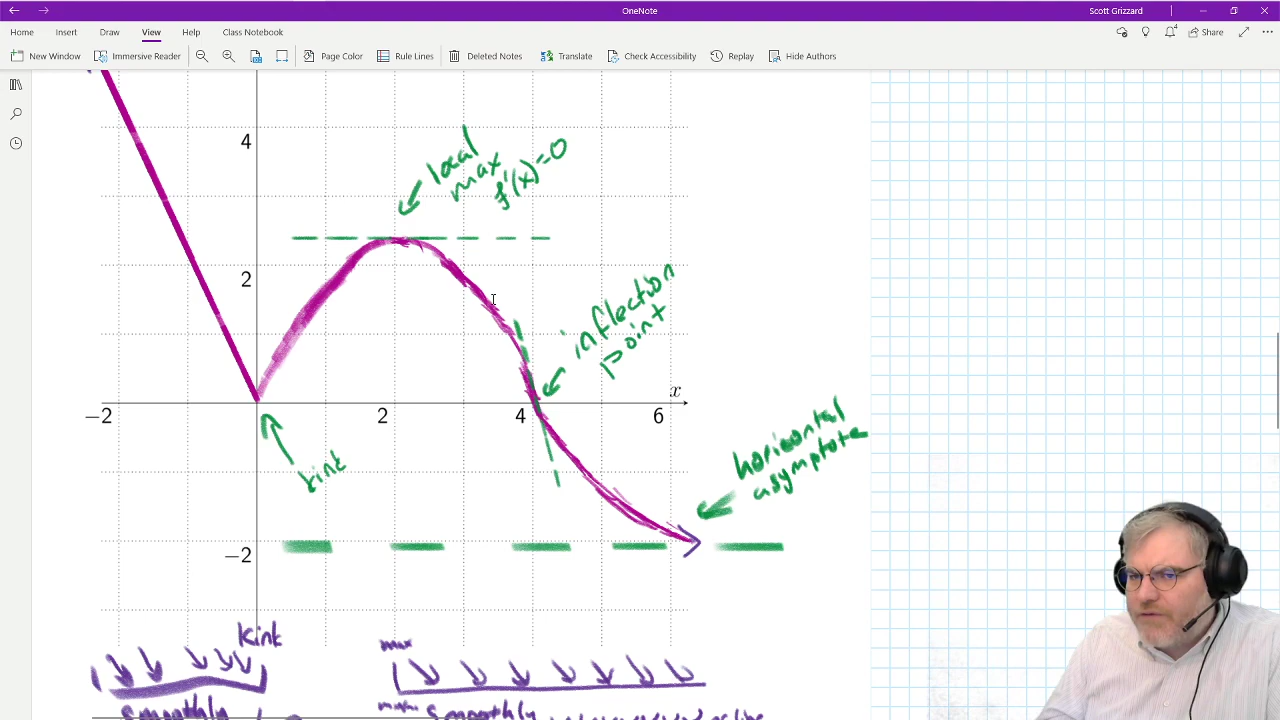 OneNote
Scott Grizzard
Home Insert Draw View Help Class Notebook
Share
New Window Immersive Reader Page Color Rule Lines Deleted Notes Translate Check Accessibility Replay Hide Authors
4
local
max
f'(x)=0
2
inflection
point
x
−2 2 4 6
kink
horizontal
asymptote
−2
kink
max
smoothly
smoothly